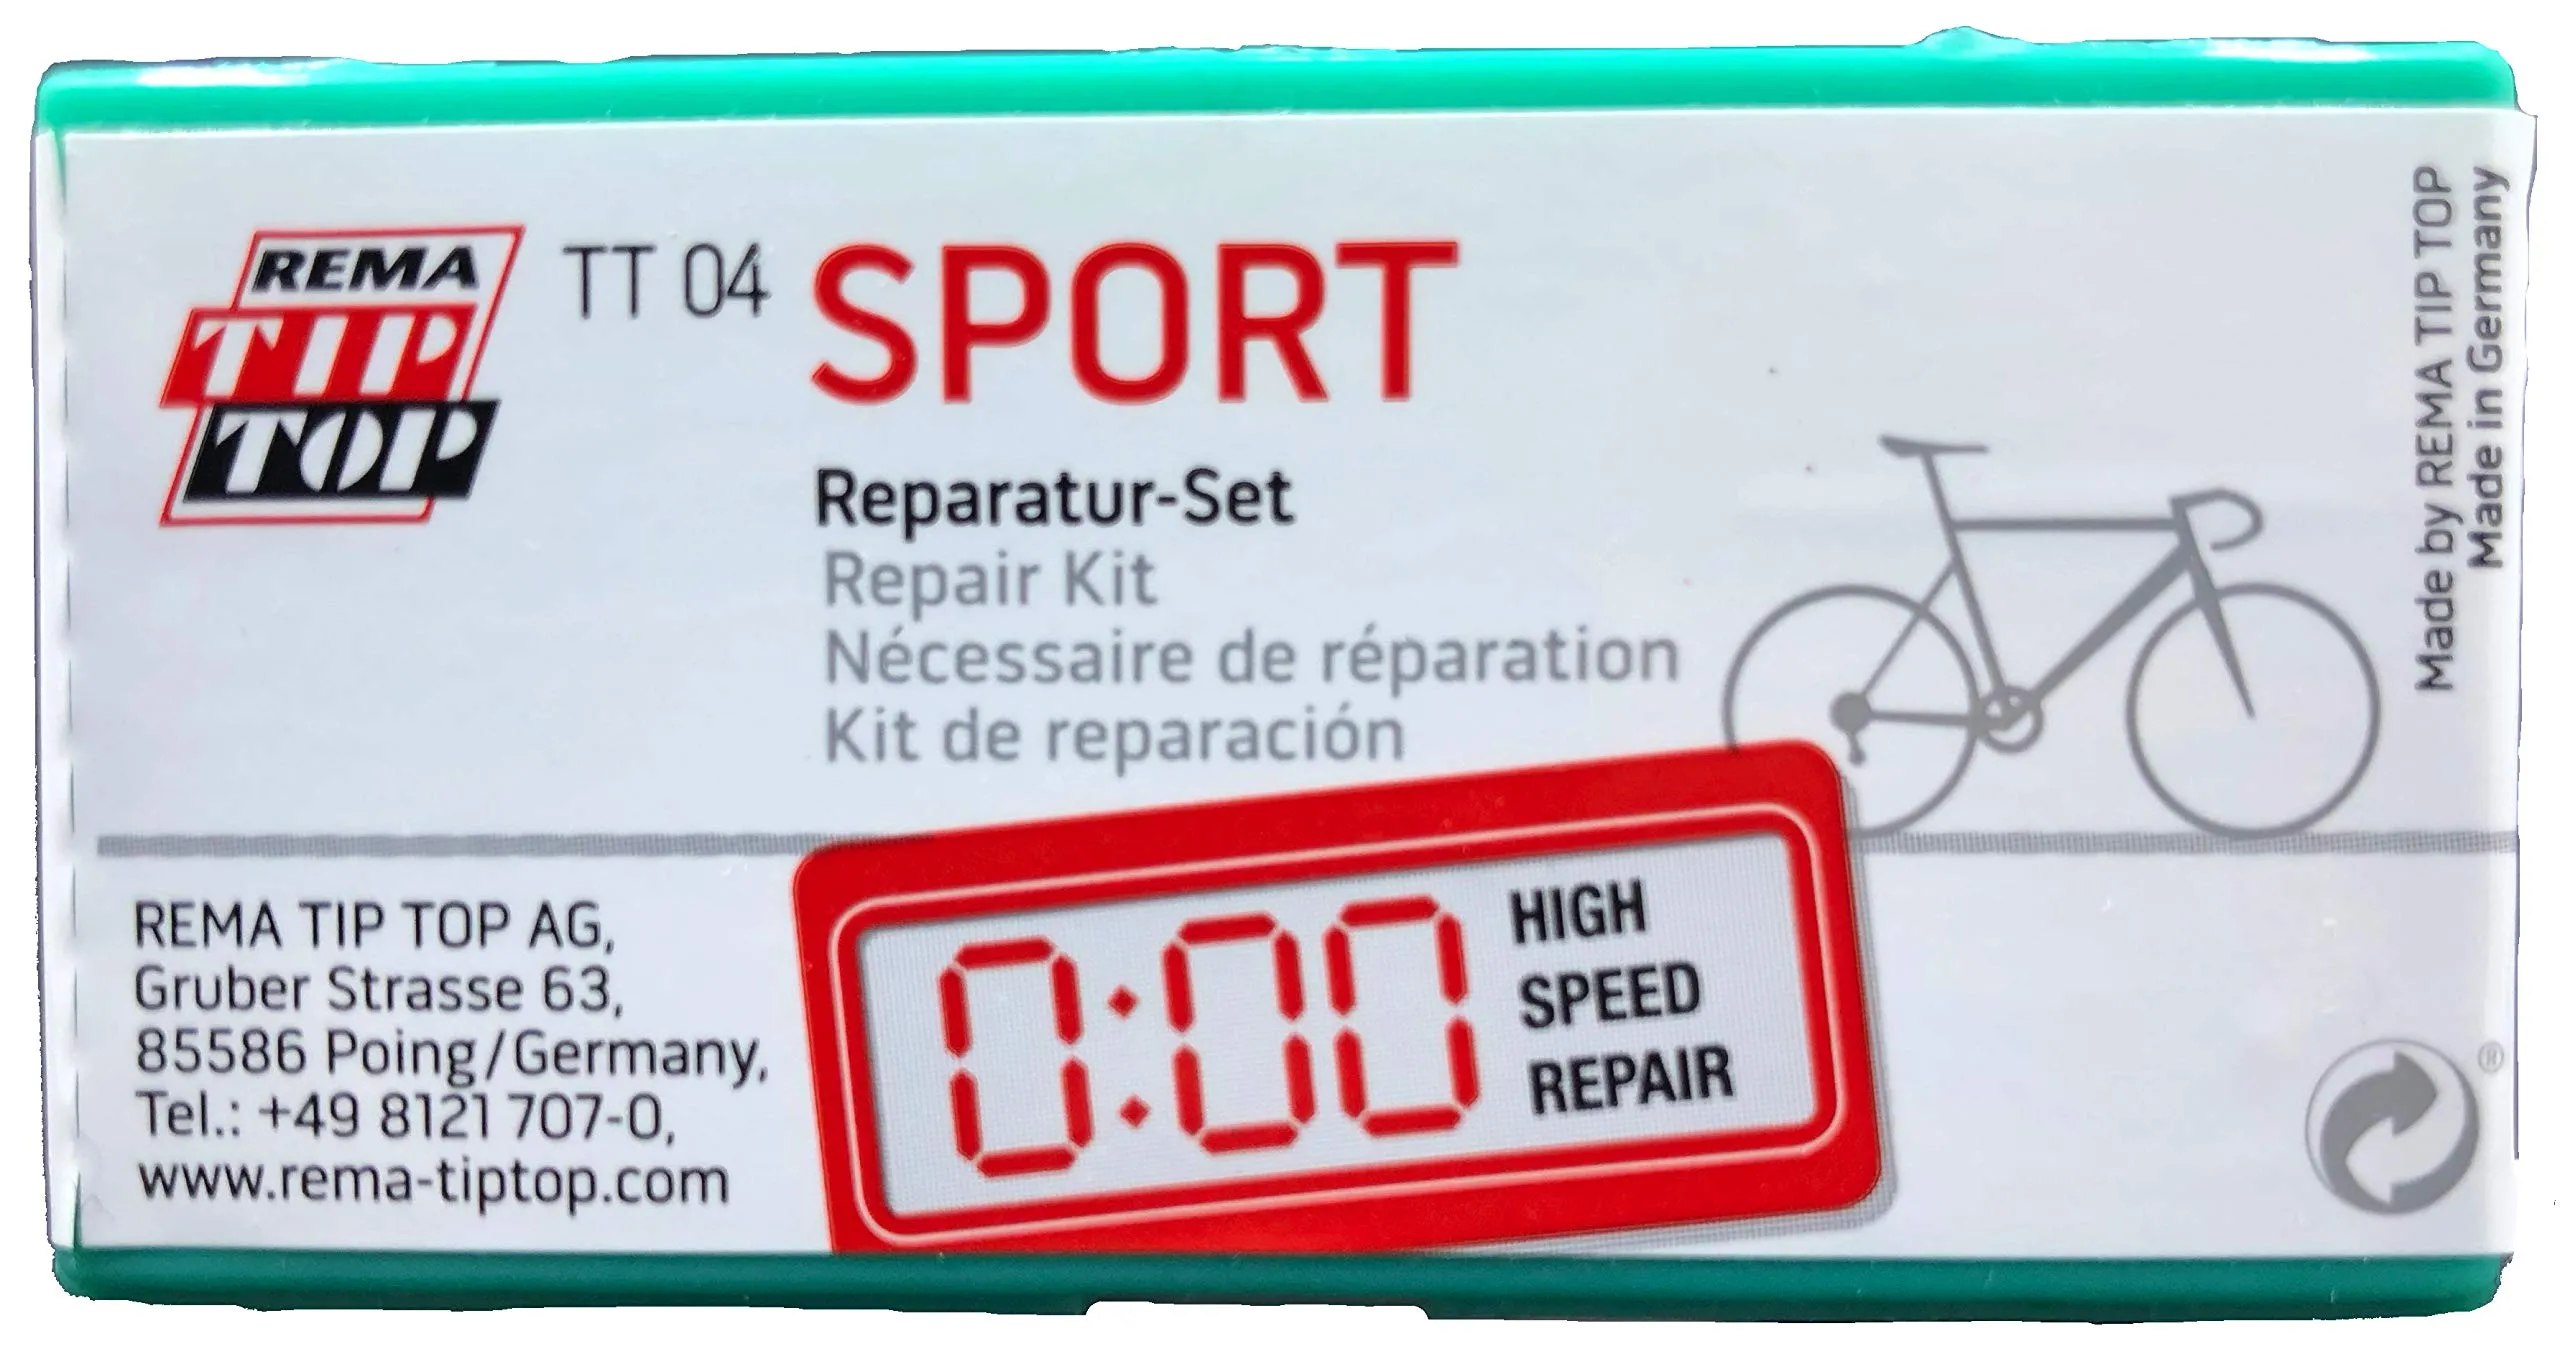 REMA
TIP
TOP
TT 04 SPORT
Reparatur-Set
Repair Kit
Nécessaire de réparation
Kit de reparación
Made by REMA TIP TOP
Made in Germany
REMA TIP TOP AG,
Gruber Strasse 63,
85586 Poing/Germany,
Tel.: +49 8121 707-0,
www.rema-tiptop.com
0:00
HIGH
SPEED
REPAIR
®